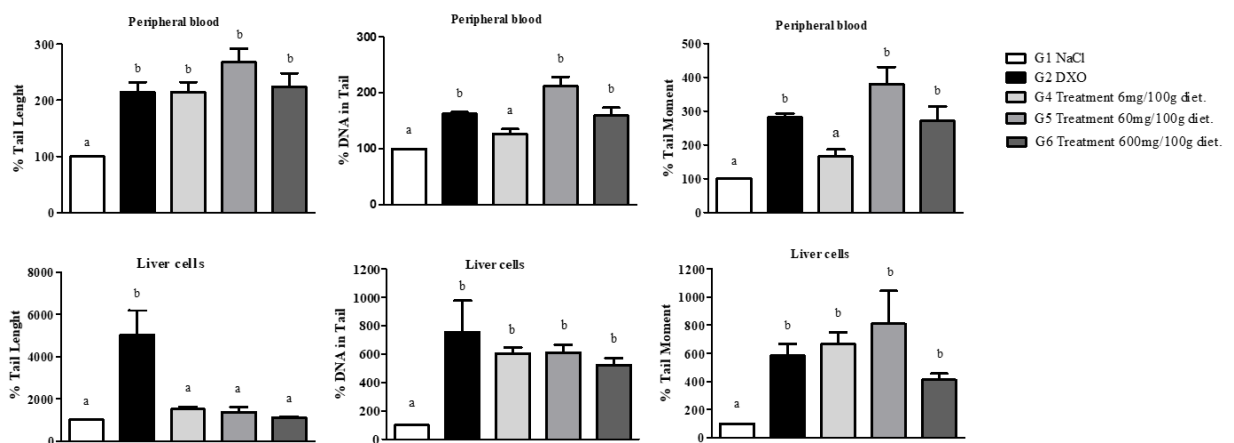 Peripheral blood
% Tail Lenght
300
200
100
0
a
b
b
b
b
Peripheral blood
% DNA in Tail
300
200
100
0
a
b
a
b
b
Peripheral blood
% Tail Moment
500
400
300
200
100
0
a
b
a
b
b
G1 NaCl
G2 DXO
G4 Treatment 6mg/100g diet.
G5 Treatment 60mg/100g diet.
G6 Treatment 600mg/100g diet.
Liver cells
% Tail Lenght
8000
6000
4000
2000
0
a
b
a
a
a
Liver cells
% DNA in Tail
1200
1000
800
600
400
200
0
a
b
b
b
b
Liver cells
% Tail Moment
1200
1000
800
600
400
200
0
a
b
b
b
b